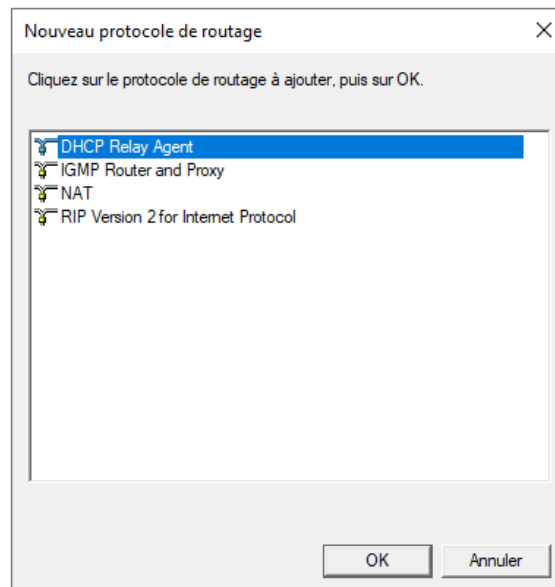 Nouveau protocole de routage
Cliquez sur le protocole de routage à ajouter, puis sur OK.
DHCP Relay Agent
IGMP Router and Proxy
NAT
RIP Version 2 for Internet Protocol
OK
Annuler